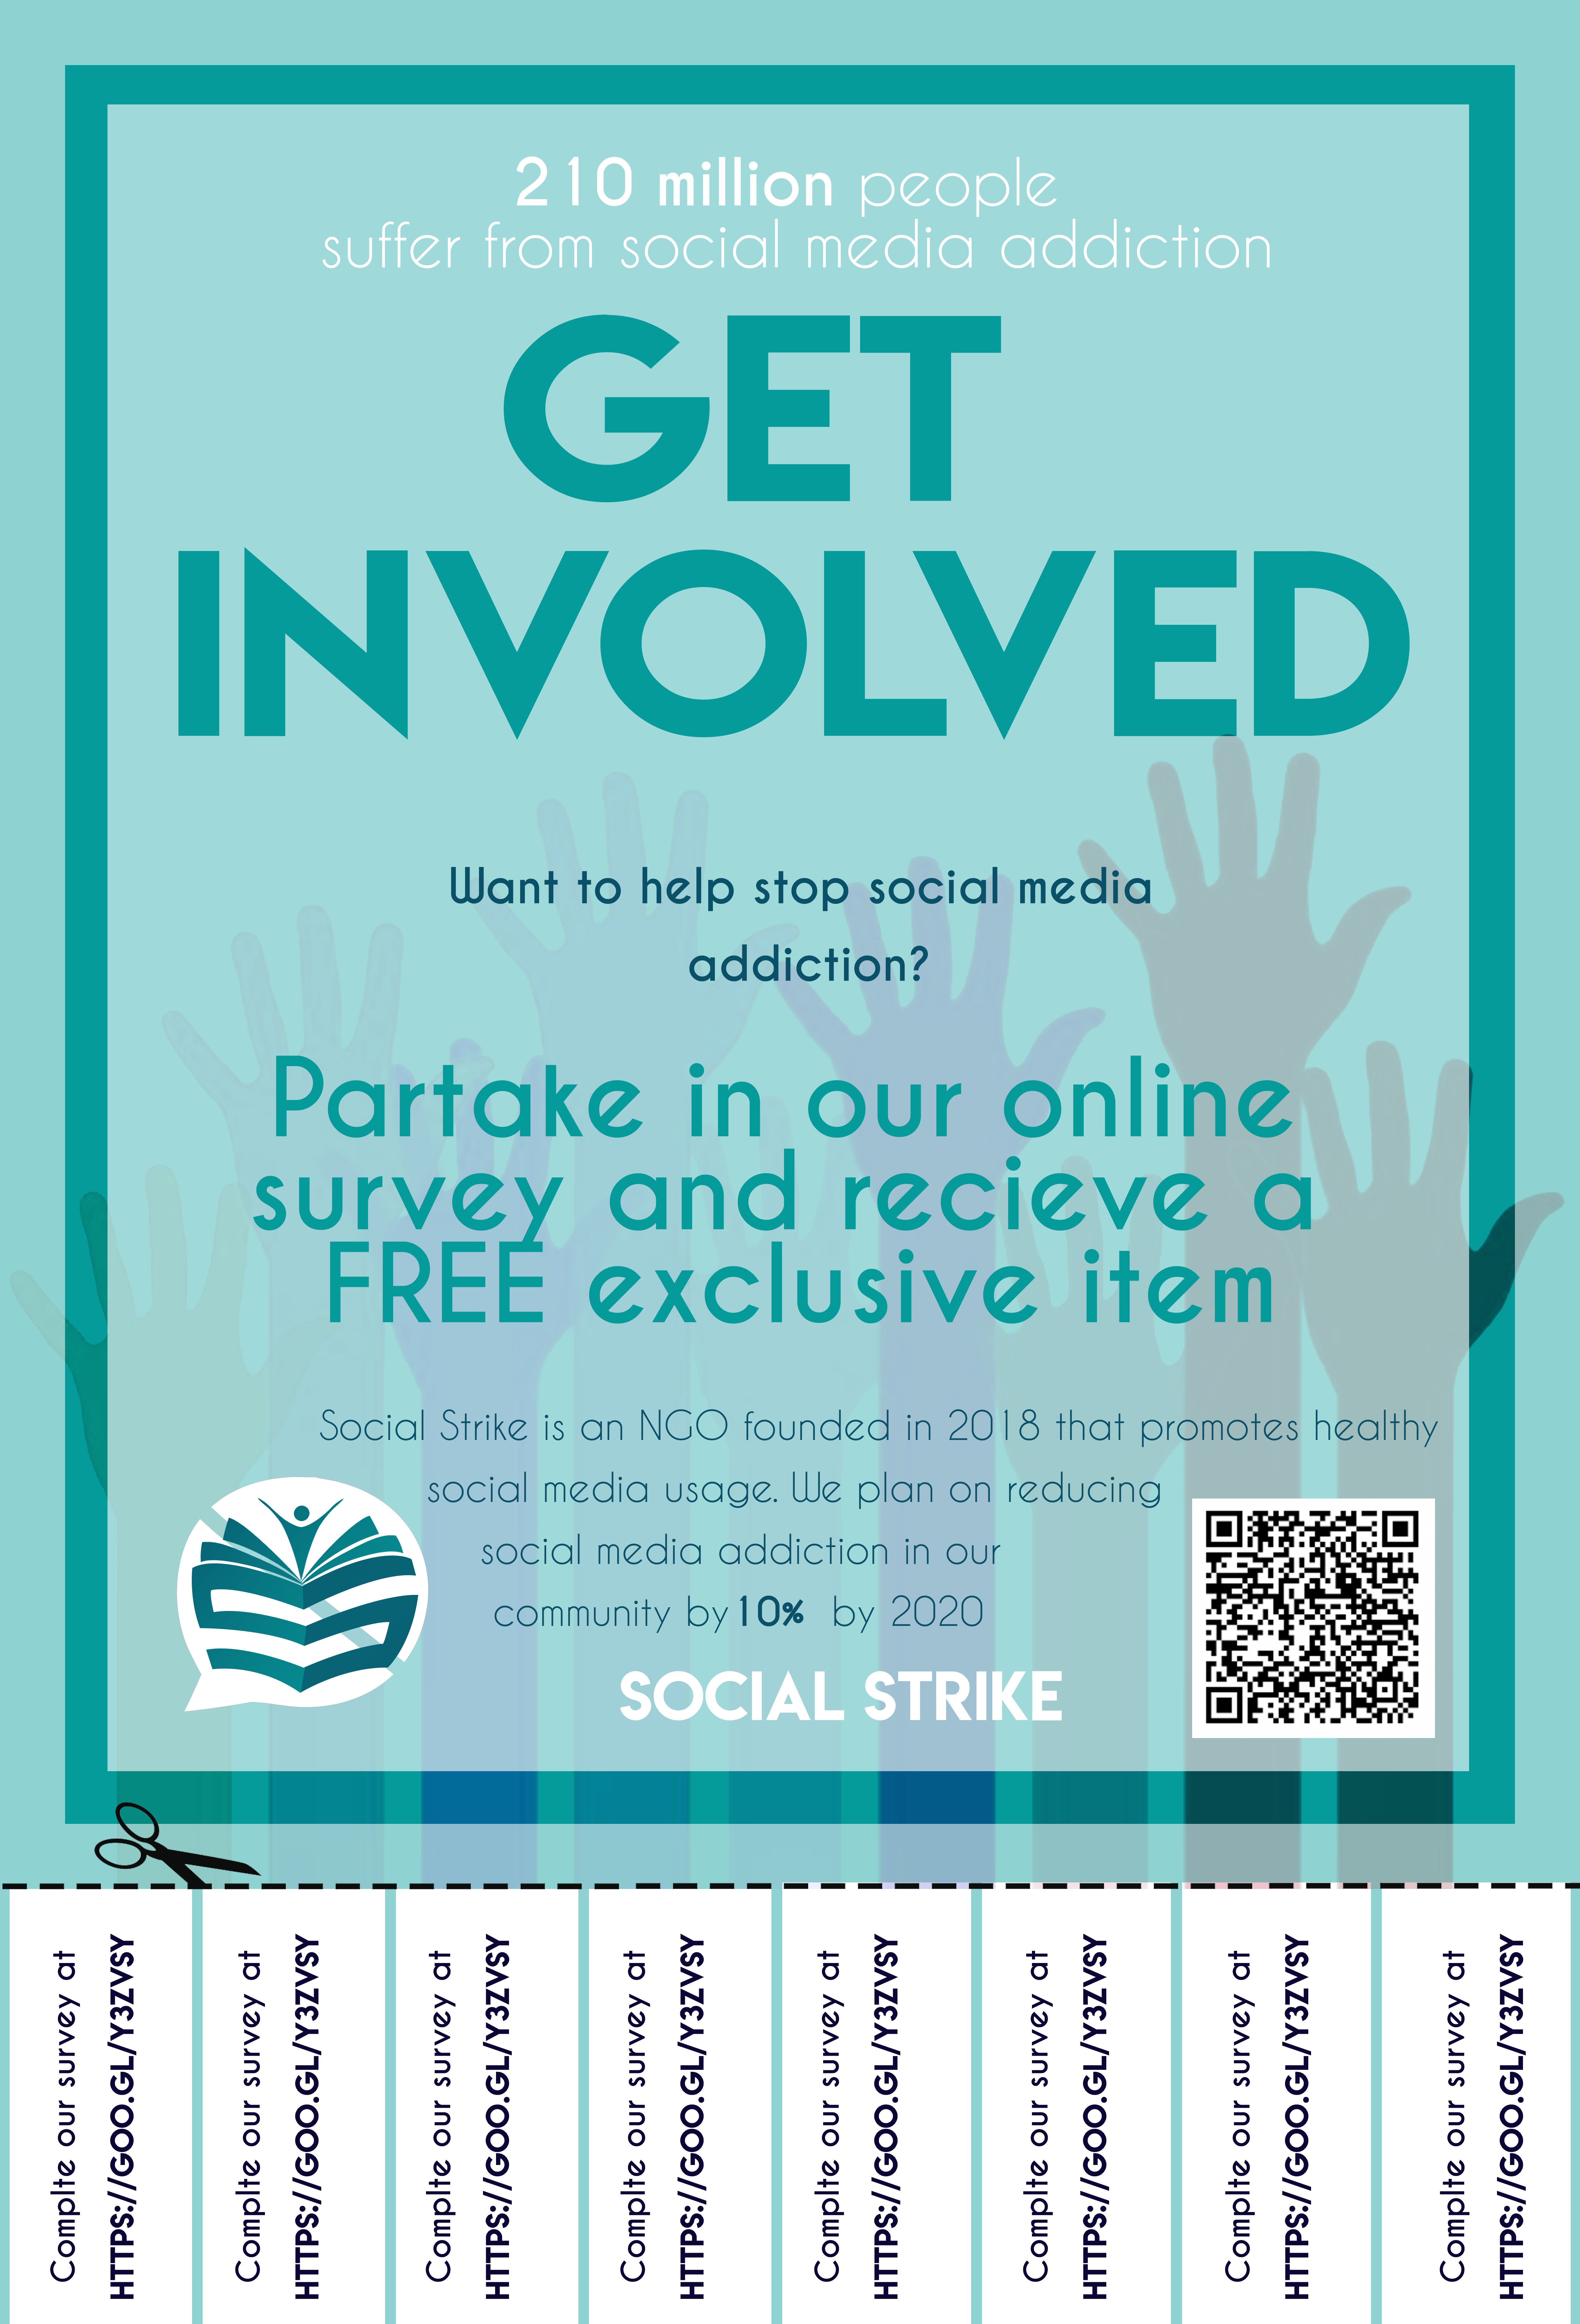 210 million people
suffer from social media addiction
GET
INVOLVED
Want to help stop social media
addiction?
Partake in our online
survey and recieve a
FREE exclusive item
Social Strike is an NGO founded in 2018 that promotes healthy
social media usage. We plan on reducing
social media addiction in our
community by 10% by 2020
SOCIAL STRIKE
Complte our survey at
HTTPS://GOO.GL/Y3ZVSY
Complte our survey at
HTTPS://GOO.GL/Y3ZVSY
Complte our survey at
HTTPS://GOO.GL/Y3ZVSY
Complte our survey at
HTTPS://GOO.GL/Y3ZVSY
Complte our survey at
HTTPS://GOO.GL/Y3ZVSY
Complte our survey at
HTTPS://GOO.GL/Y3ZVSY
Complte our survey at
HTTPS://GOO.GL/Y3ZVSY
Complte our survey at
HTTPS://GOO.GL/Y3ZVSY